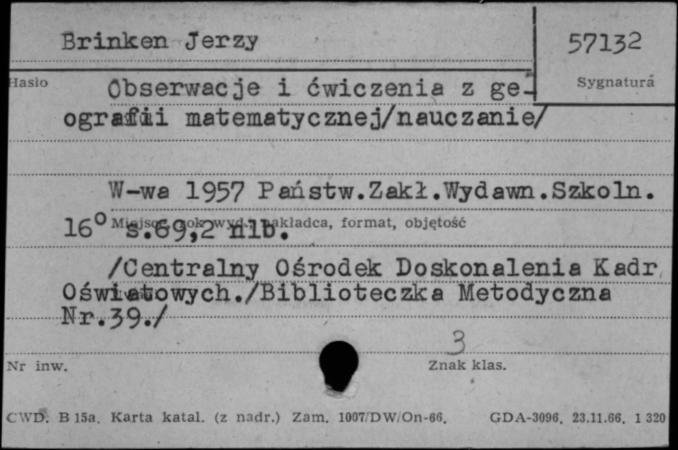 Brinken Jerzy
57132
Hasło
Sygnatura
Obserwacje i ćwiczenia z ge-
ografii matematycznej/nauczanie/
W-wa 1957 Państw.Zakł.Wydawn.Szkoln.
Miejsce, rok wyd., nakładca, format, objętość
16° s.69,2 nlb.
/Centralny Ośrodek Doskonalenia Kadr
Oświatowych./Biblioteczka Metodyczna
Nr.39./
3
Nr inw.
Znak klas.
CWD. B 15a. Karta katal. (z nadr.) Zam. 1007/DW/On-66. GDA-3096. 23.11.66. 1 320